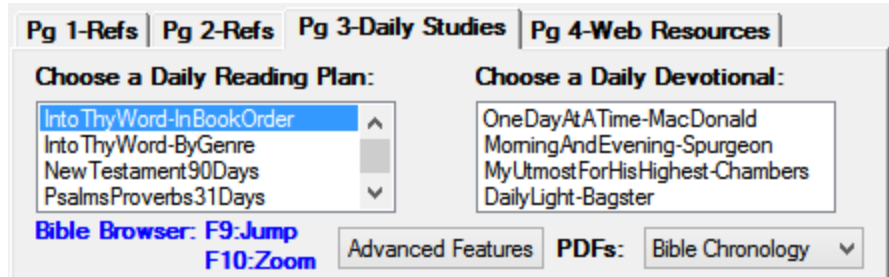 Pg 1-Refs Pg 2-Refs Pg 3-Daily Studies Pg 4-Web Resources
Choose a Daily Reading Plan:
IntoThyWord-InBookOrder
IntoThyWord-ByGenre
NewTestament90Days
PsalmsProverbs31Days
Choose a Daily Devotional:
OneDayAtATime-MacDonald
MorningAndEvening-Spurgeon
MyUtmostForHisHighest-Chambers
DailyLight-Bagster
Bible Browser: F9:Jump
F10:Zoom
Advanced Features PDFs: Bible Chronology